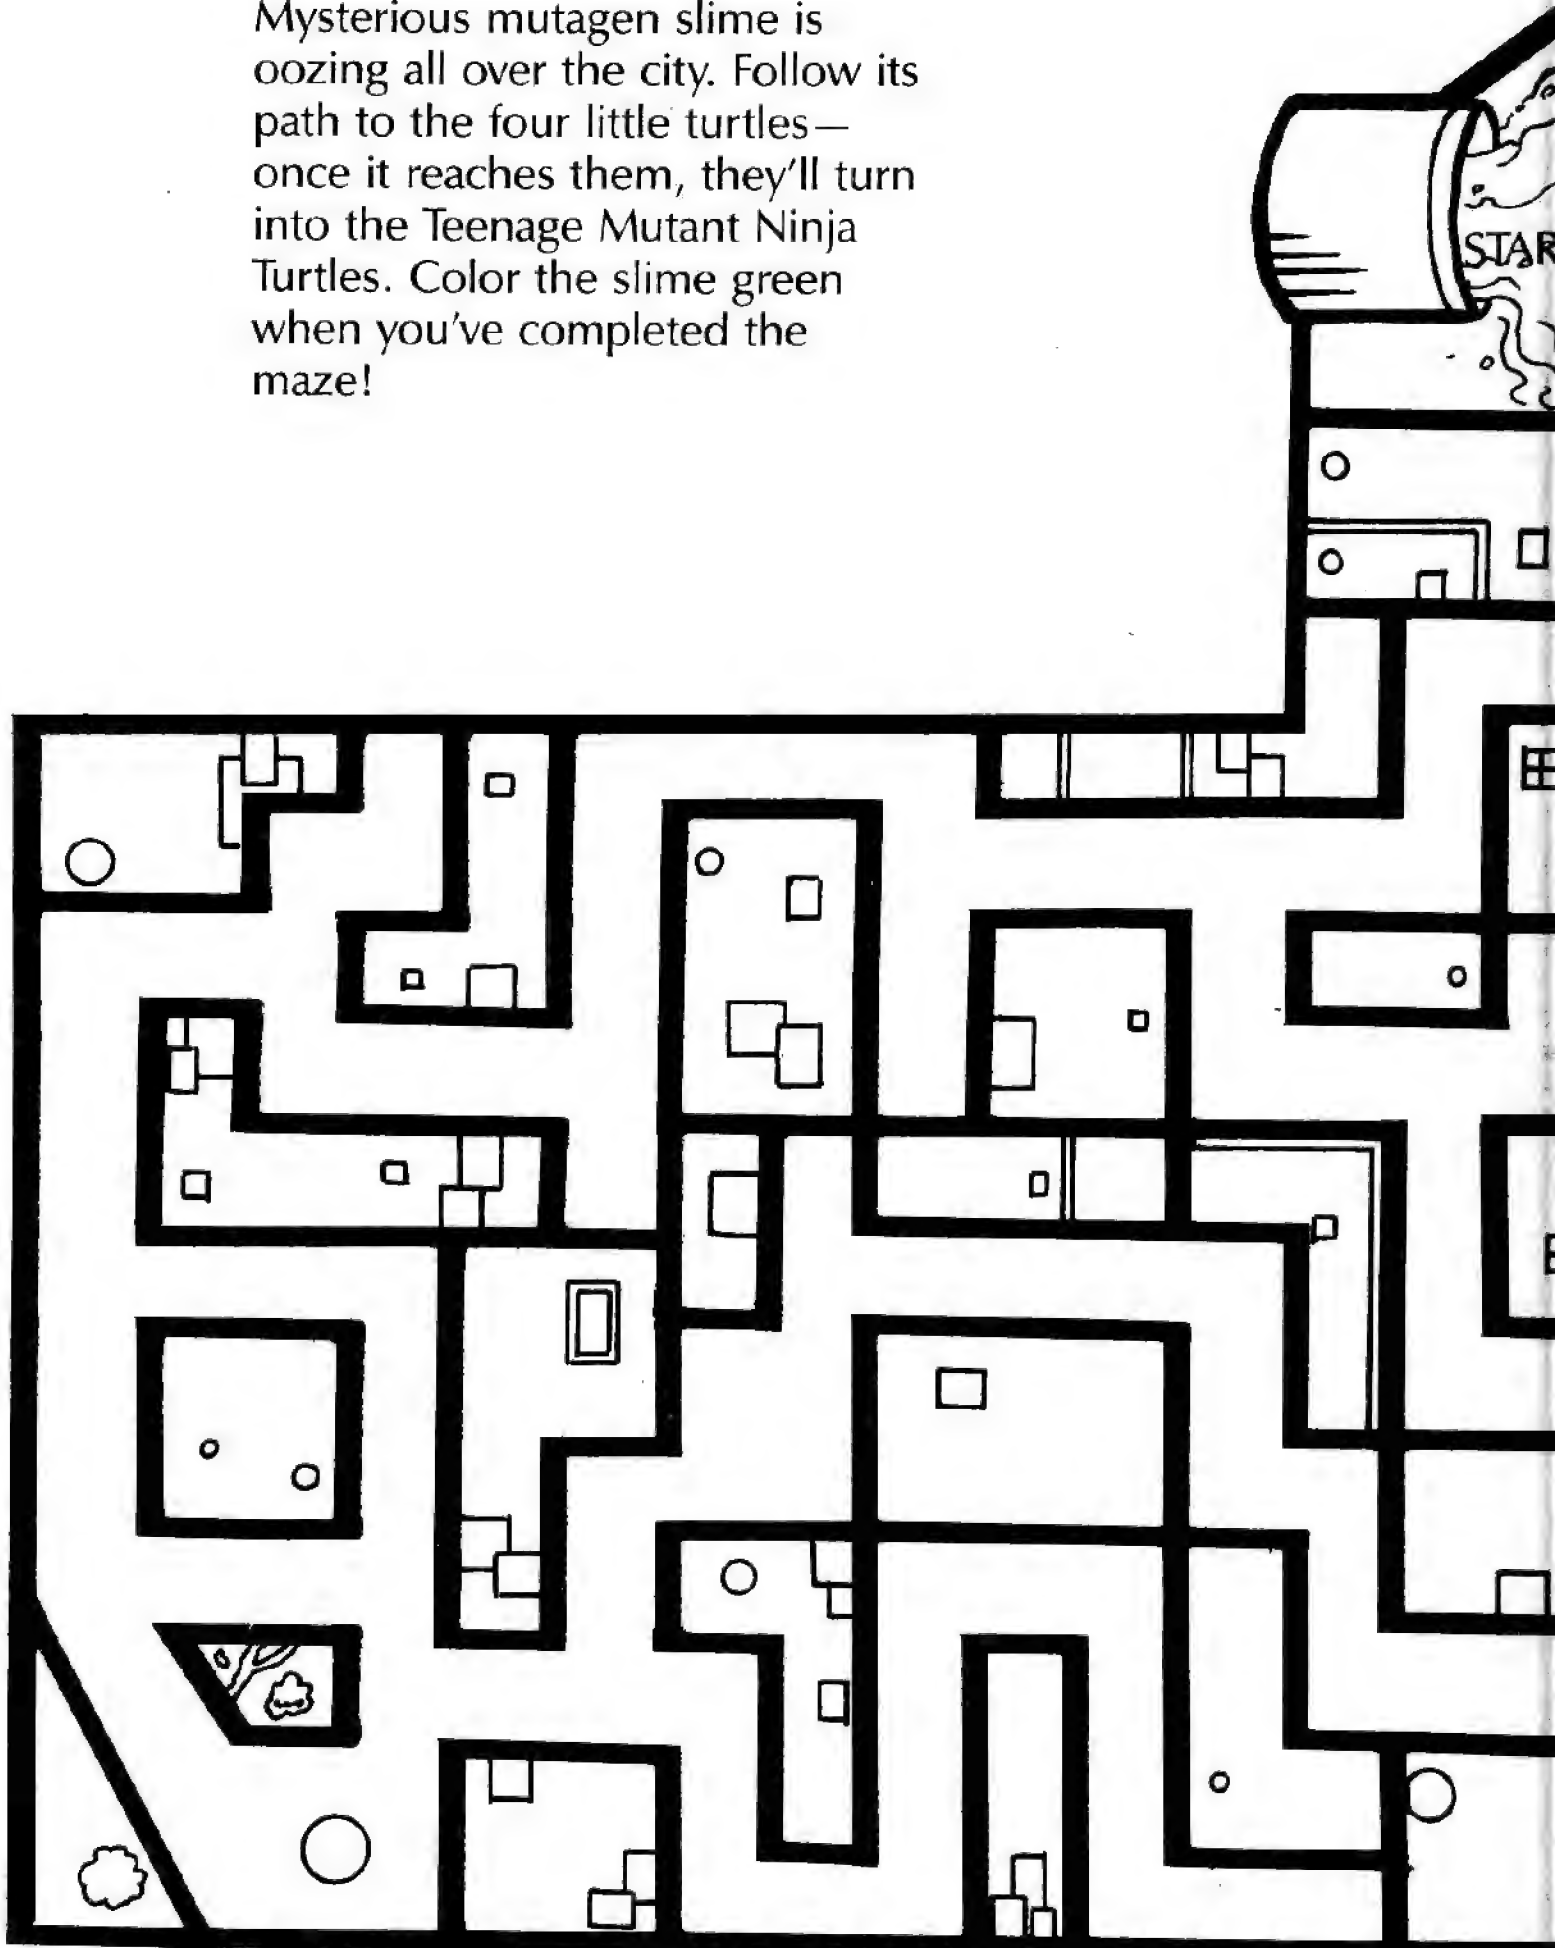 Mysterious mutagen slime is
oozing all over the city. Follow its
path to the four little turtles—
once it reaches them, they'll turn
into the Teenage Mutant Ninja
Turtles. Color the slime green
when you've completed the
maze!
STAR